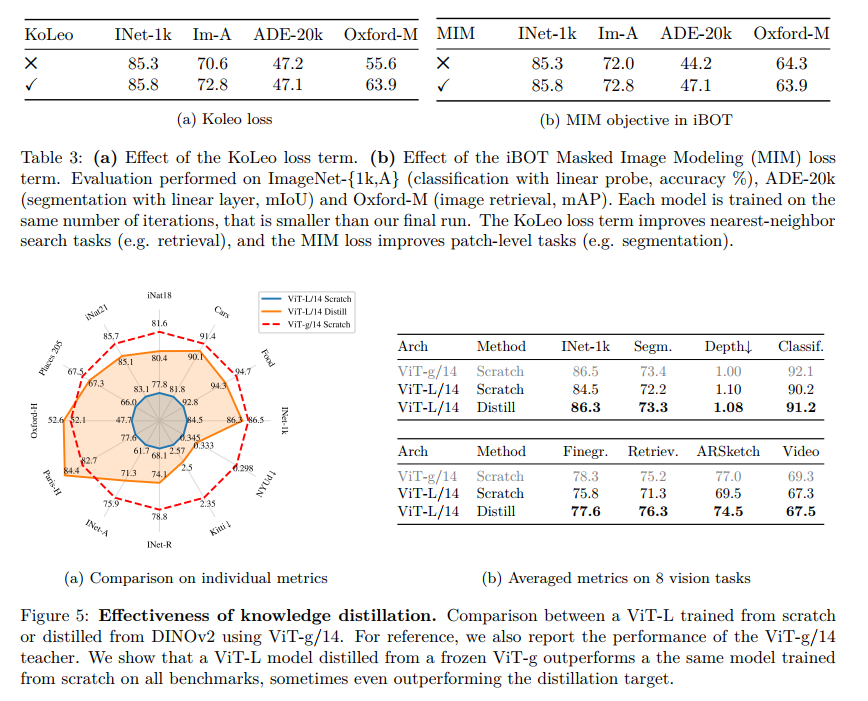 KoLeo INet-1k Im-A ADE-20k Oxford-M
✕ 85.3 70.6 47.2 55.6
✓ 85.8 72.8 47.1 63.9
(a) Koleo loss
MIM INet-1k Im-A ADE-20k Oxford-M
✕ 85.3 72.0 44.2 64.3
✓ 85.8 72.8 47.1 63.9
(b) MIM objective in iBOT
Table 3: (a) Effect of the KoLeo loss term. (b) Effect of the iBOT Masked Image Modeling (MIM) loss
term. Evaluation performed on ImageNet-{1k,A} (classification with linear probe, accuracy %), ADE-20k
(segmentation with linear layer, mIoU) and Oxford-M (image retrieval, mAP). Each model is trained on the
same number of iterations, that is smaller than our final run. The KoLeo loss term improves nearest-neighbor
search tasks (e.g. retrieval), and the MIM loss improves patch-level tasks (e.g. segmentation).
ViT-L/14 Scratch
ViT-L/14 Distill
ViT-g/14 Scratch
iNat18
81.6
80.4
77.8
Cars
91.4
90.1
81.8
Food
94.7
94.3
92.8
INet-1k
86.5
86.3
84.5
NYUd↓
0.298
0.333
0.345
Kitti↓
2.35
2.5
2.57
INet-R
78.8
74.1
68.1
INet-A
75.9
71.3
61.7
Paris-H
84.4
82.7
77.6
Oxford-H
52.6
52.1
47.7
Places 205
67.5
67.3
66.0
iNat21
85.7
85.1
83.1
(a) Comparison on individual metrics
Arch Method INet-1k Segm. Depth↓ Classif.
ViT-g/14 Scratch 86.5 73.4 1.00 92.1
ViT-L/14 Scratch 84.5 72.2 1.10 90.2
ViT-L/14 Distill 86.3 73.3 1.08 91.2
Arch Method Finegr. Retriev. ARSketch Video
ViT-g/14 Scratch 78.3 75.2 77.0 69.3
ViT-L/14 Scratch 75.8 71.3 69.5 67.3
ViT-L/14 Distill 77.6 76.3 74.5 67.5
(b) Averaged metrics on 8 vision tasks
Figure 5: Effectiveness of knowledge distillation. Comparison between a ViT-L trained from scratch
or distilled from DINOv2 using ViT-g/14. For reference, we also report the performance of the ViT-g/14
teacher. We show that a ViT-L model distilled from a frozen ViT-g outperforms a the same model trained
from scratch on all benchmarks, sometimes even outperforming the distillation target.